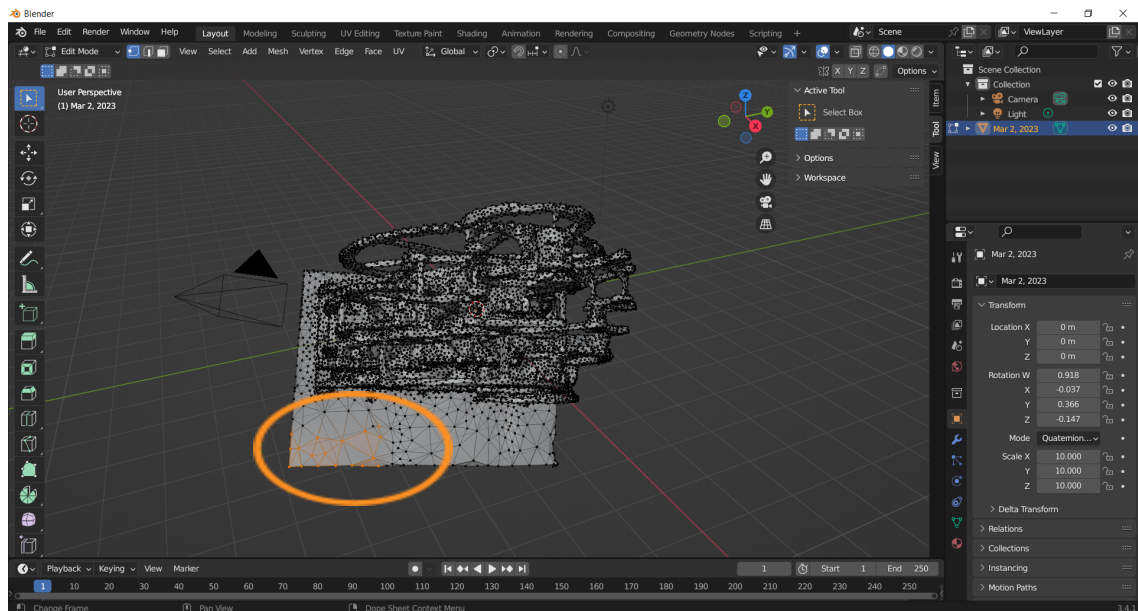 Blender
File Edit Render Window Help Layout Modeling Sculpting UV Editing Texture Paint Shading Animation Rendering Compositing Geometry Nodes Scripting + Scene ViewLayer
Edit Mode View Select Add Mesh Vertex Edge Face UV Global
X Y Z Options
User Perspective
(1) Mar 2, 2023
Z
Y
X
Active Tool
Select Box
Options
Workspace
Item
Tool
View
Scene Collection
Collection
Camera
Light
Mar 2, 2023
Mar 2, 2023
Mar 2, 2023
Transform
Location X 0 m
Y 0 m
Z 0 m
Rotation W 0.918
X -0.037
Y 0.366
Z -0.147
Mode Quaternion...
Scale X 10.000
Y 10.000
Z 10.000
Delta Transform
Relations
Collections
Instancing
Motion Paths
Playback Keying View Marker 1 Start 1 End 250
1 10 20 30 40 50 60 70 80 90 100 110 120 130 140 150 160 170 180 190 200 210 220 230 240 250
Change Frame Pan View Dope Sheet Context Menu 3.4.1